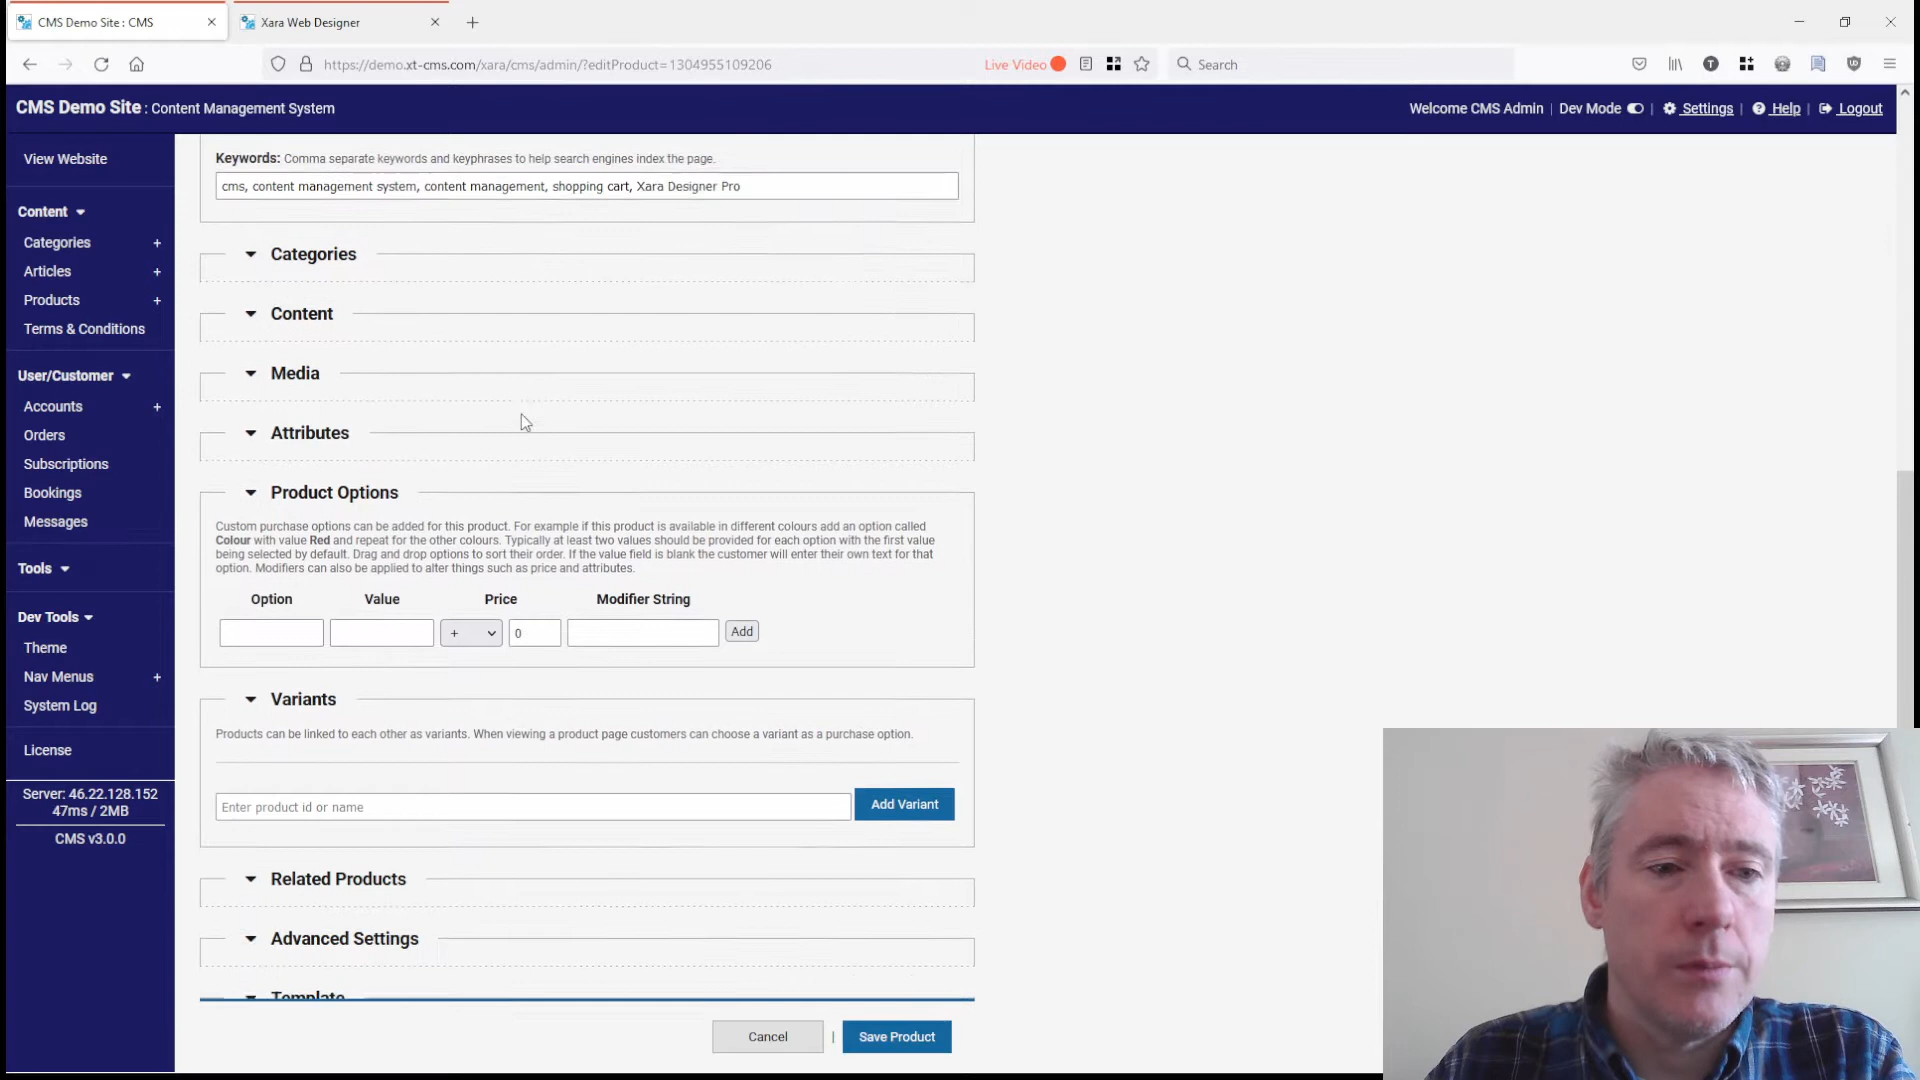 CMS Demo Site : CMS
Xara Web Designer
https://demo.xt-cms.com/xara/cms/admin/?editProduct=1304955109206
Live Video
Search
CMS Demo Site : Content Management System
Welcome CMS Admin | Dev Mode | Settings | Help | Logout
View Website
Content
Categories +
Articles +
Products +
Terms & Conditions
User/Customer
Accounts +
Orders
Subscriptions
Bookings
Messages
Tools
Dev Tools
Theme
Nav Menus +
System Log
License
Server: 46.22.128.152
47ms / 2MB
CMS v3.0.0
Keywords: Comma separate keywords and keyphrases to help search engines index the page.
cms, content management system, content management, shopping cart, Xara Designer Pro
Categories
Content
Media
Attributes
Product Options
Custom purchase options can be added for this product. For example if this product is available in different colours add an option called
Colour with value Red and repeat for the other colours. Typically at least two values should be provided for each option with the first value
being selected by default. Drag and drop options to sort their order. If the value field is blank the customer will enter their own text for that
option. Modifiers can also be applied to alter things such as price and attributes.
Option Value Price Modifier String
+ 0 Add
Variants
Products can be linked to each other as variants. When viewing a product page customers can choose a variant as a purchase option.
Enter product id or name
Add Variant
Related Products
Advanced Settings
Template
Cancel | Save Product